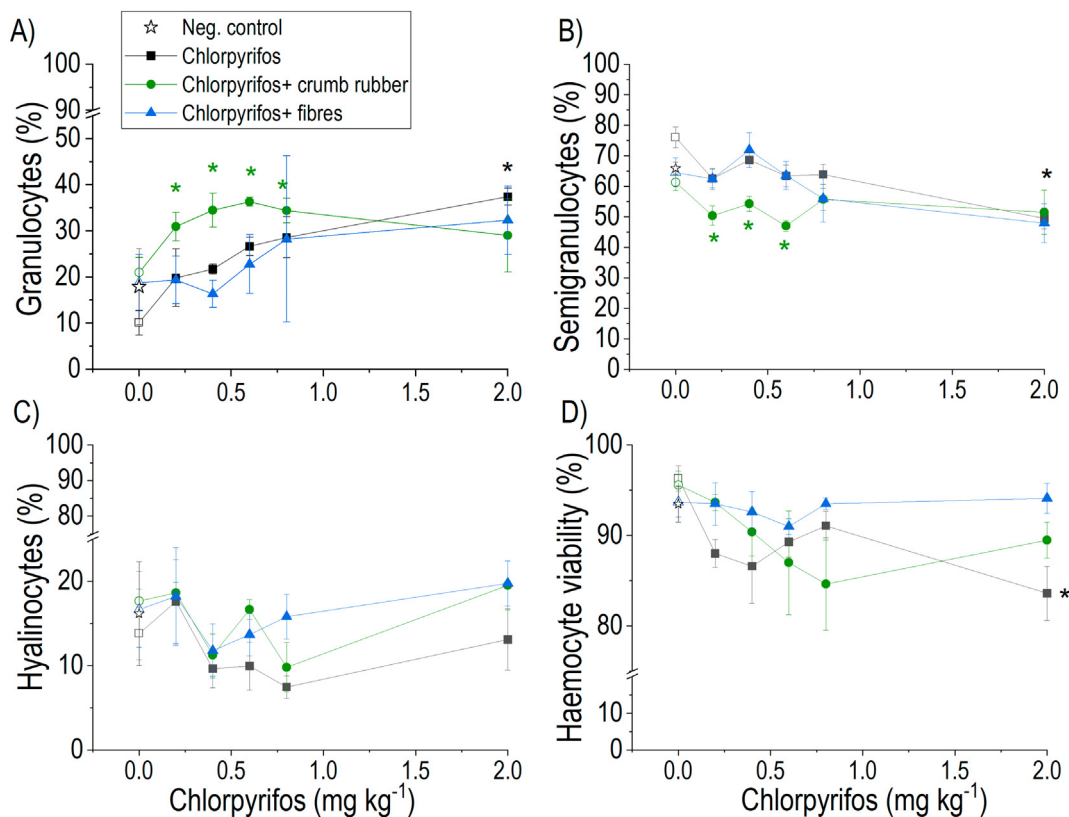 A)
Neg. control
Chlorpyrifos
Chlorpyrifos+ crumb rubber
Chlorpyrifos+ fibres
100
90
50
40
30
20
10
0
Granulocytes (%)
* * * * *
0.0 0.5 1.0 1.5 2.0
B)
100
90
80
70
60
50
40
30
20
10
0
Semigranulocytes (%)
* * * *
0.0 0.5 1.0 1.5 2.0
C)
100
90
80
20
10
0
Hyalinocytes (%)
0.0 0.5 1.0 1.5 2.0
Chlorpyrifos (mg kg⁻¹)
D)
100
90
80
10
0
Haemocyte viability (%)
*
0.0 0.5 1.0 1.5 2.0
Chlorpyrifos (mg kg⁻¹)